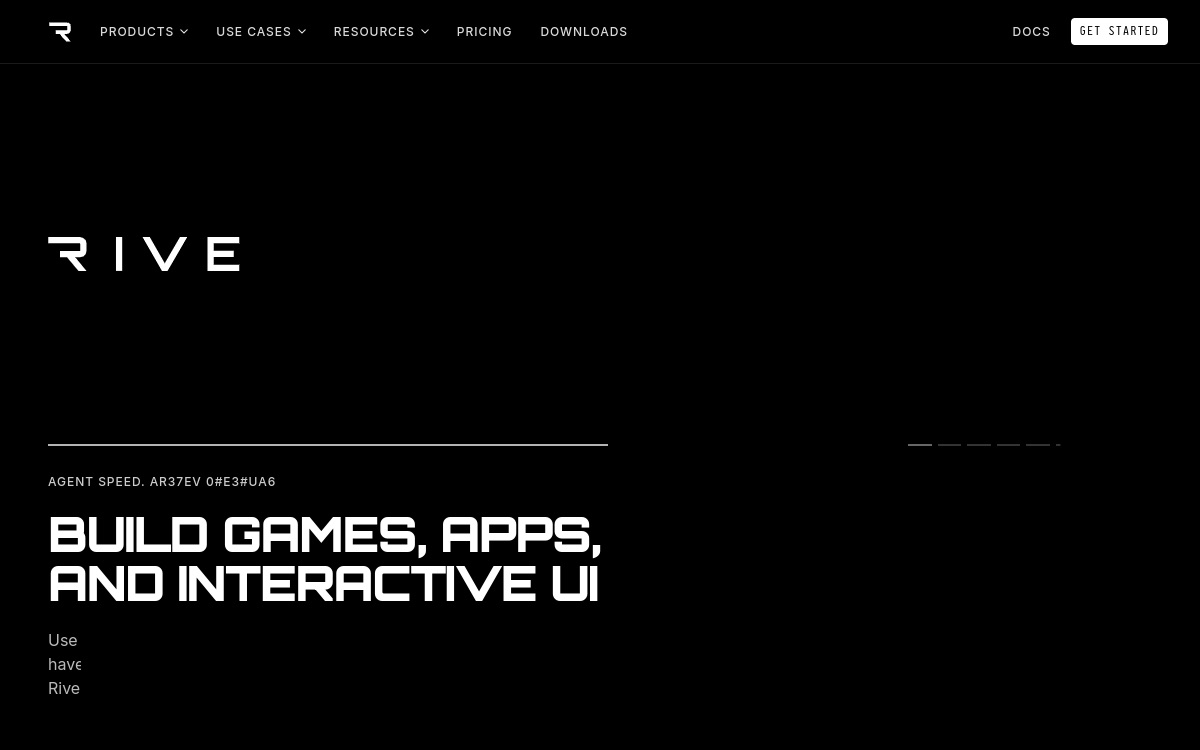 PRODUCTS
USE CASES
RESOURCES
PRICING
DOWNLOADS
DOCS
GET STARTED
RIVE
AGENT SPEED. AR37EV 0#E3#UA6
BUILD GAMES, APPS,
AND INTERACTIVE UI
Use
have
Rive